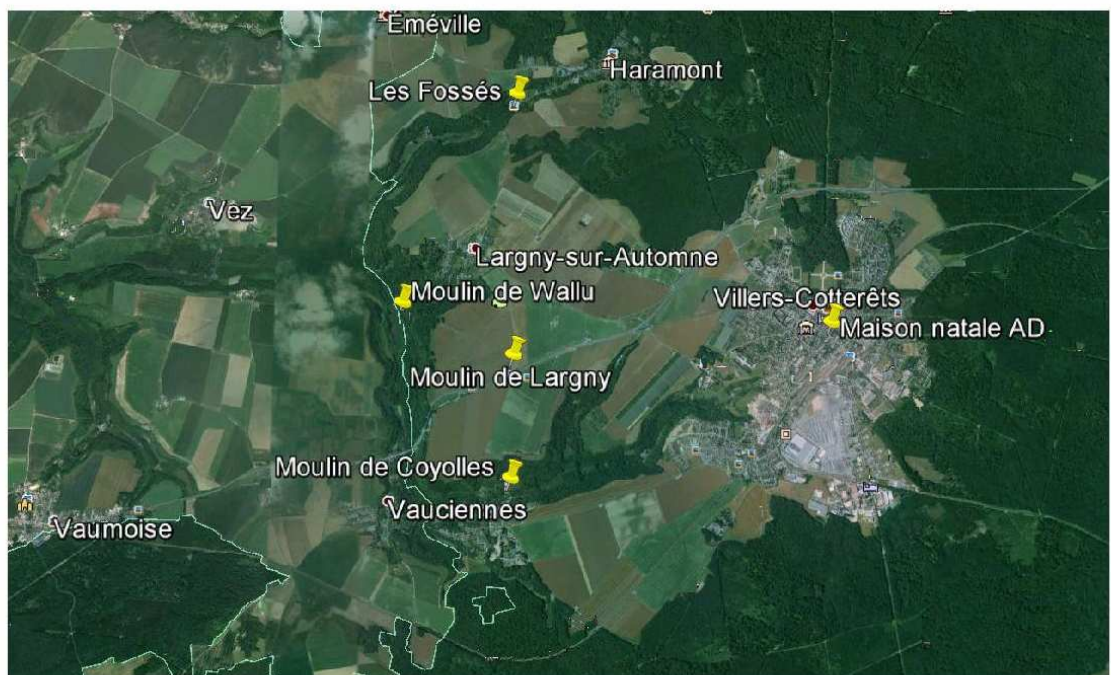 Éméville
Haramont
Les Fossés
Vez
Largny-sur-Automne
Moulin de Wallu
Villers-Cotterêts
Maison natale AD
Moulin de Largny
Moulin de Coyolles
Vauciennes
Vaumoise